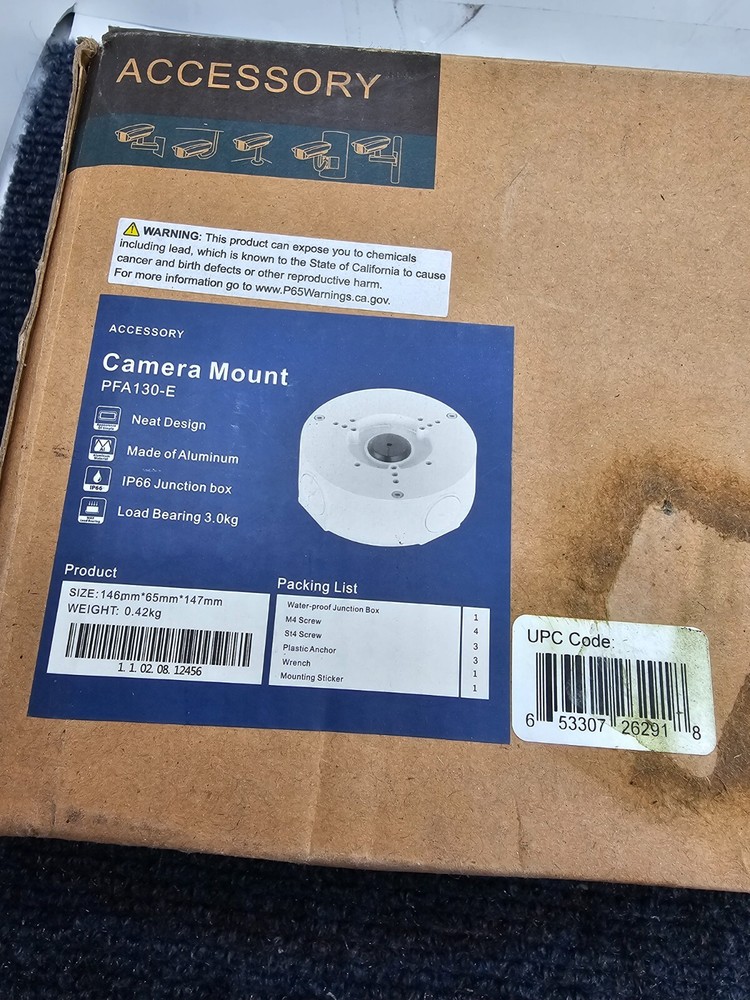 ACCESSORY
WARNING: This product can expose you to chemicals
including lead, which is known to the State of California to cause
cancer and birth defects or other reproductive harm.
For more information go to www.P65Warnings.ca.gov.
ACCESSORY
Camera Mount
PFA130-E
Neat Design
Made of Aluminum
IP66
IP66 Junction box
Load Bearing 3.0kg
Product
SIZE:146mm*65mm*147mm
WEIGHT: 0.42kg
1. 1. 02. 08. 12456
Packing List
Water-proof Junction Box 1
M4 Screw 4
St4 Screw 3
Plastic Anchor 3
Wrench 1
Mounting Sticker 1
UPC Code:
6 53307 26291 8